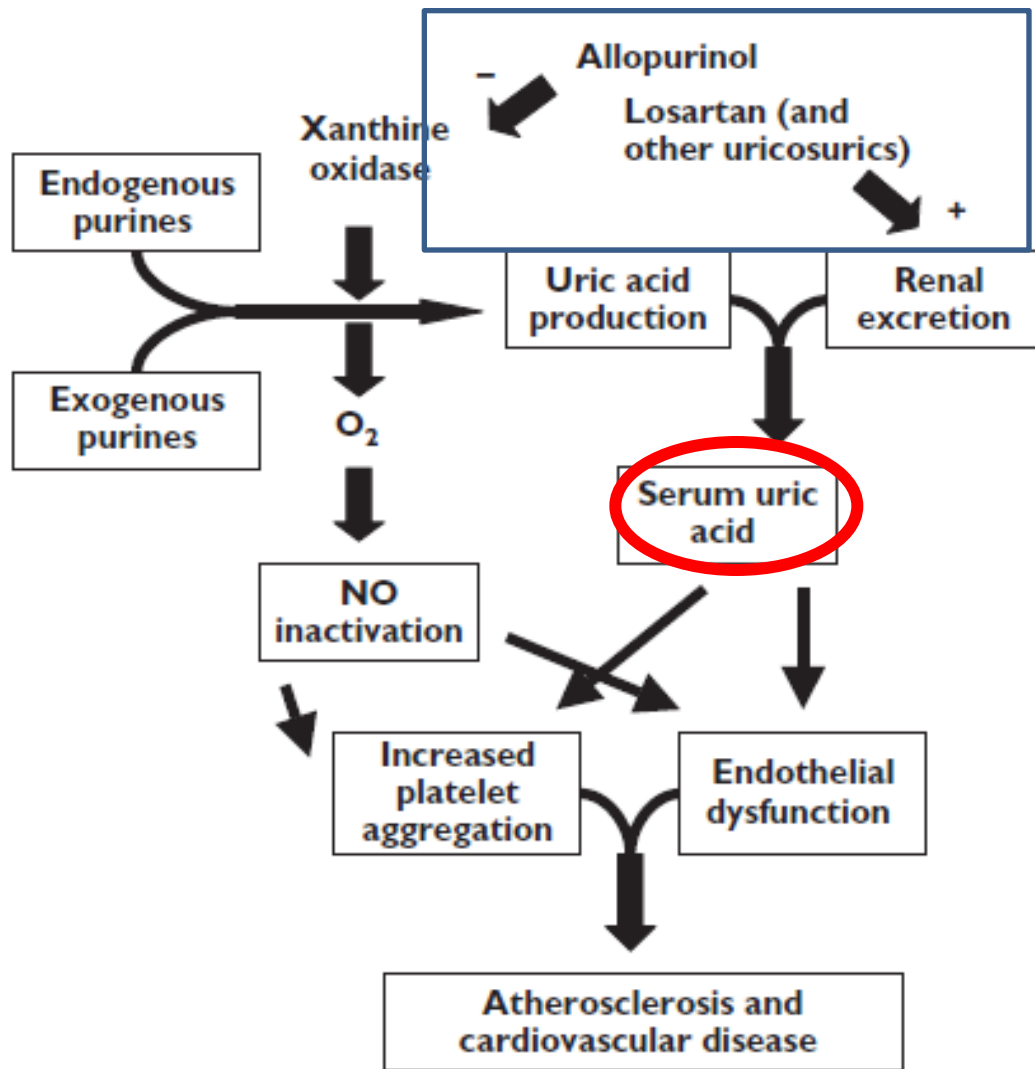 Allopurinol
–
Losartan (and
other uricosurics)
+
Xanthine
oxidase
Endogenous
purines
Exogenous
purines
Uric acid
production
Renal
excretion
O₂
Serum uric
acid
NO
inactivation
Increased
platelet
aggregation
Endothelial
dysfunction
Atherosclerosis and
cardiovascular disease